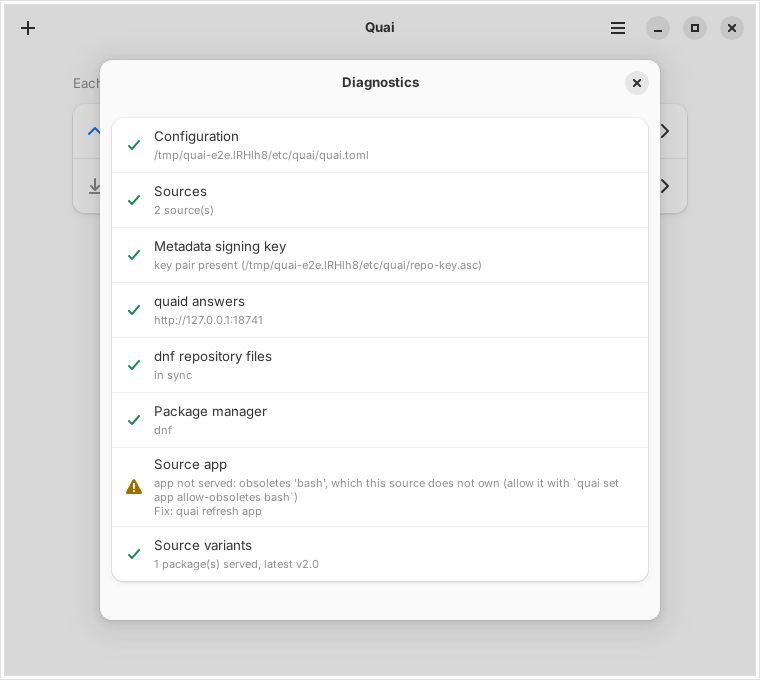 Quai
Each
Diagnostics
Configuration
/tmp/quai-e2e.lRHlh8/etc/quai/quai.toml
Sources
2 source(s)
Metadata signing key
key pair present (/tmp/quai-e2e.lRHlh8/etc/quai/repo-key.asc)
quaid answers
http://127.0.0.1:18741
dnf repository files
in sync
Package manager
dnf
Source app
app not served: obsoletes 'bash', which this source does not own (allow it with `quai set
app allow-obsoletes bash`)
Fix: quai refresh app
Source variants
1 package(s) served, latest v2.0